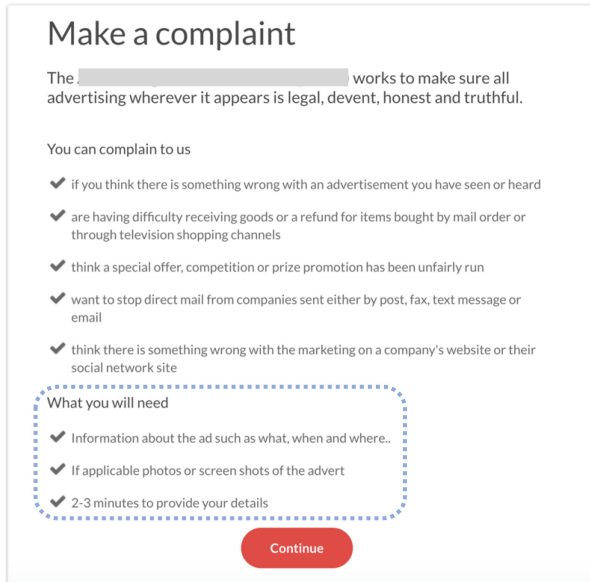 Make a complaint
The works to make sure all
advertising wherever it appears is legal, devent, honest and truthful.
You can complain to us
if you think there is something wrong with an advertisement you have seen or heard
are having difficulty receiving goods or a refund for items bought by mail order or
through television shopping channels
think a special offer, competition or prize promotion has been unfairly run
want to stop direct mail from companies sent either by post, fax, text message or
email
think there is something wrong with the marketing on a company's website or their
social network site
What you will need
Information about the ad such as what, when and where..
If applicable photos or screen shots of the advert
2-3 minutes to provide your details
Continue